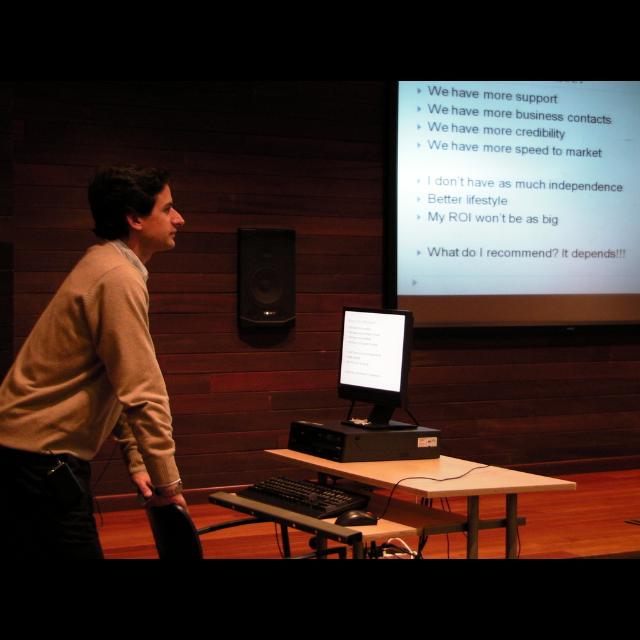 We have more support
We have more business contacts
We have more credibility
We have more speed to market
I don't have as much independence
Better lifestyle
My ROI won't be as big
What do I recommend? It depends!!!